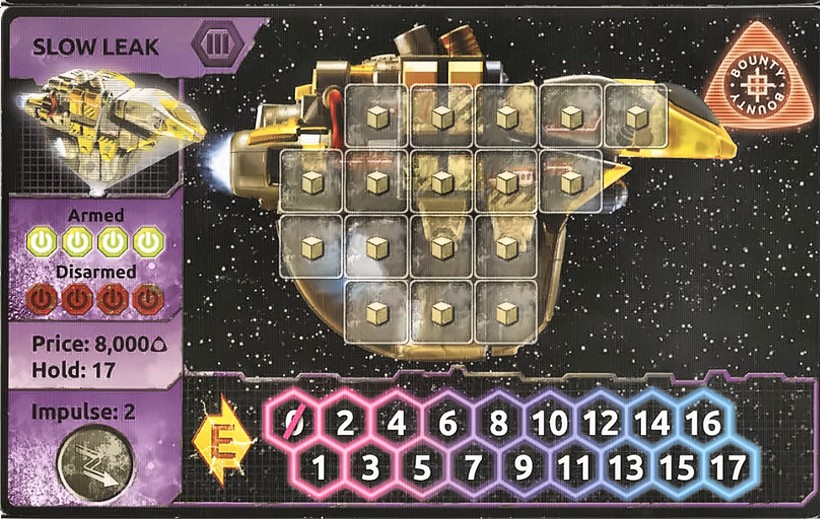 SLOW LEAK
III
BOUNTY
BOUNTY
Armed
Disarmed
Price: 8,000
Hold: 17
Impulse: 2
E
0 2 4 6 8 10 12 14 16
1 3 5 7 9 11 13 15 17